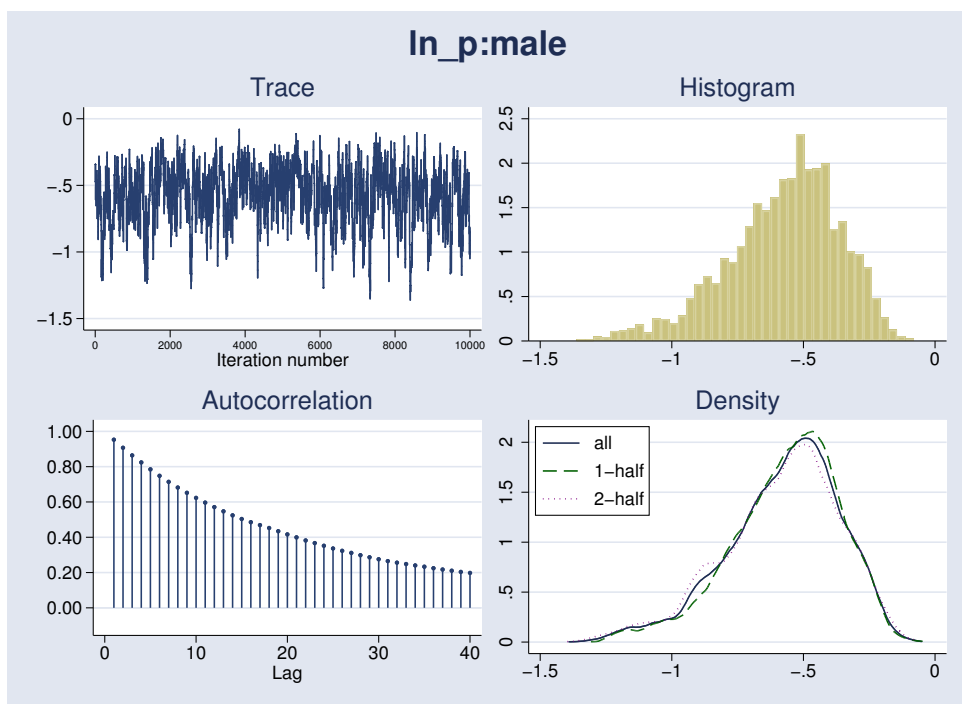 ln_p:male
Trace
0
−.5
−1
−1.5
0 2000 4000 6000 8000 10000
Iteration number
Histogram
2.5
2
1.5
1
.5
0
−1.5 −1 −.5 0
Autocorrelation
1.00
0.80
0.60
0.40
0.20
0.00
0 10 20 30 40
Lag
Density
all
1−half
2−half
2
1.5
1
.5
0
−1.5 −1 −.5 0